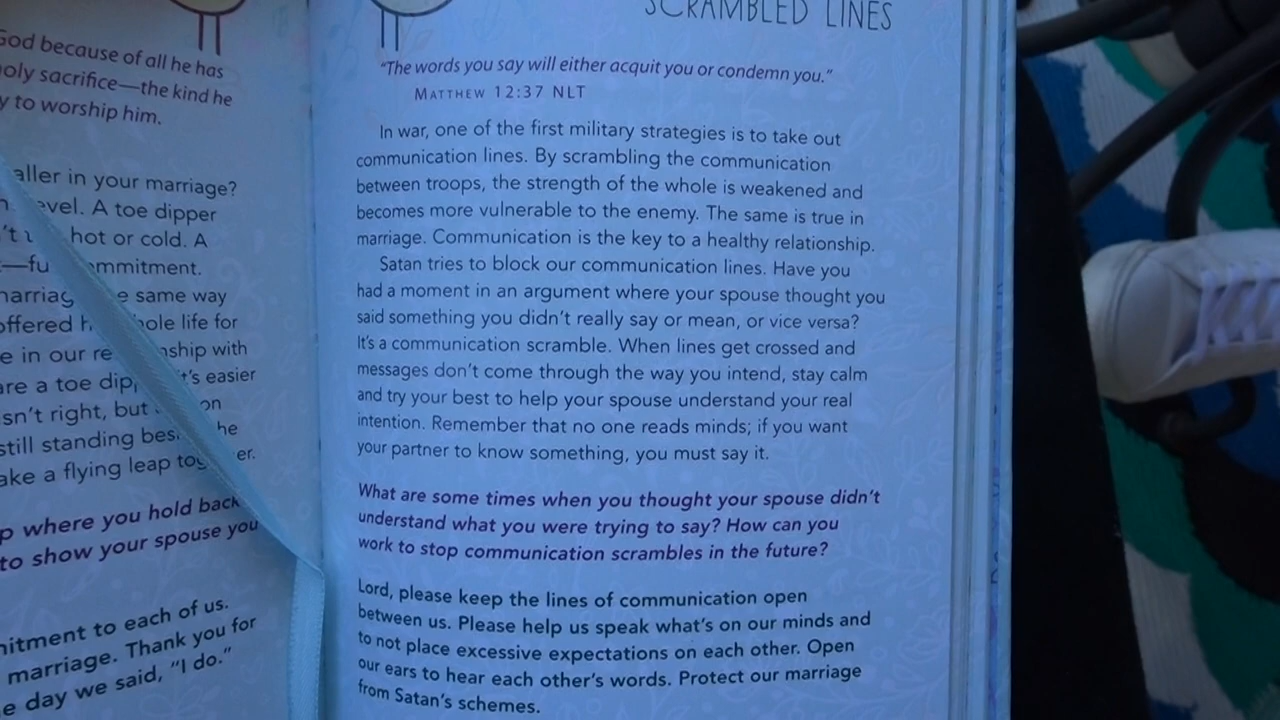 God because of all he has
holy sacrifice—the kind he
to worship him.
in your marriage?
evel. A toe dipper
hot or cold. A
same way
life for
in our with
are a toe easier
isn't right, but
still standing
a flying leap
where you hold back
to show your spouse you
to each of us.
marriage. Thank you for
day we said, "I do."
SCRAMBLED LINES
"The words you say will either acquit you or condemn you."
MATTHEW 12:37 NLT
In war, one of the first military strategies is to take out
communication lines. By scrambling the communication
between troops, the strength of the whole is weakened and
becomes more vulnerable to the enemy. The same is true in
marriage. Communication is the key to a healthy relationship.
Satan tries to block our communication lines. Have you
had a moment in an argument where your spouse thought you
said something you didn't really say or mean, or vice versa?
It's a communication scramble. When lines get crossed and
messages don't come through the way you intend, stay calm
and try your best to help your spouse understand your real
intention. Remember that no one reads minds; if you want
your partner to know something, you must say it.
What are some times when you thought your spouse didn't
understand what you were trying to say? How can you
work to stop communication scrambles in the future?
Lord, please keep the lines of communication open
between us. Please help us speak what's on our minds and
to not place excessive expectations on each other. Open
our ears to hear each other's words. Protect our marriage
from Satan's schemes.